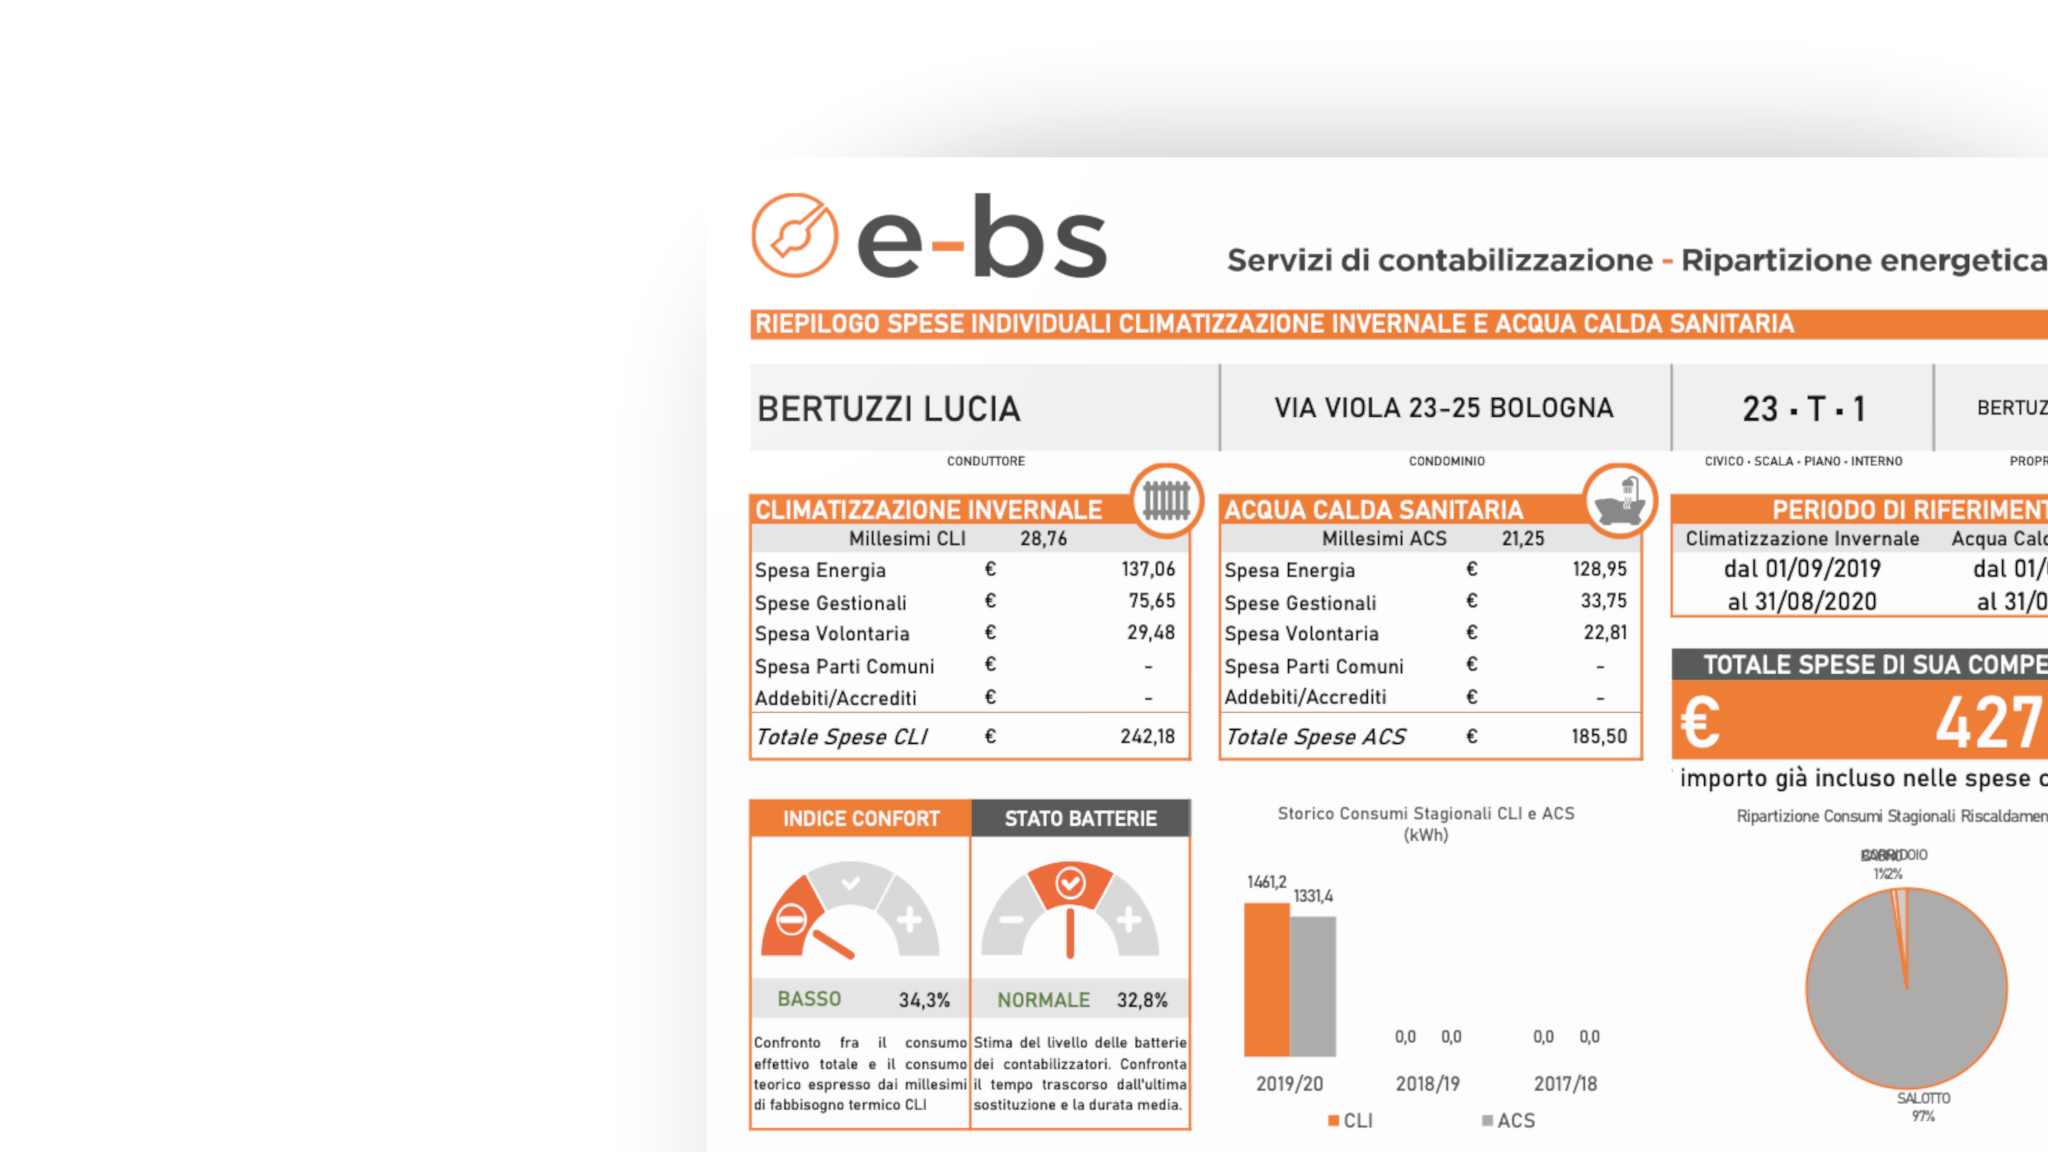 e-bs
Servizi di contabilizzazione - Ripartizione energetica
RIEPILOGO SPESE INDIVIDUALI CLIMATIZZAZIONE INVERNALE E ACQUA CALDA SANITARIA
BERTUZZI LUCIA
VIA VIOLA 23-25 BOLOGNA
23 · T · 1
BERTUZ
CONDUTTORE
CONDOMINIO
CIVICO · SCALA · PIANO · INTERNO
PROPR
CLIMATIZZAZIONE INVERNALE
Millesimi CLI 28,76
Spesa Energia € 137,06
Spese Gestionali € 75,65
Spesa Volontaria € 29,48
Spesa Parti Comuni € -
Addebiti/Accrediti € -
Totale Spese CLI € 242,18
ACQUA CALDA SANITARIA
Millesimi ACS 21,25
Spesa Energia € 128,95
Spese Gestionali € 33,75
Spesa Volontaria € 22,81
Spesa Parti Comuni € -
Addebiti/Accrediti € -
Totale Spese ACS € 185,50
PERIODO DI RIFERIMENT
Climatizzazione Invernale Acqua Cald
dal 01/09/2019 dal 01/
al 31/08/2020 al 31/0
TOTALE SPESE DI SUA COMPE
€ 427
importo già incluso nelle spese c
INDICE CONFORT
BASSO 34,3%
Confronto fra il consumo
effettivo totale e il consumo
teorico espresso dai millesimi
di fabbisogno termico CLI
STATO BATTERIE
NORMALE 32,8%
Stima del livello delle batterie
dei contabilizzatori. Confronta
il tempo trascorso dall'ultima
sostituzione e la durata media.
Storico Consumi Stagionali CLI e ACS
(kWh)
1461,2
1331,4
0,0 0,0 0,0 0,0
2019/20 2018/19 2017/18
CLI ACS
Ripartizione Consumi Stagionali Riscaldamen
CORRIDOIO
1% 2%
SALOTTO
97%